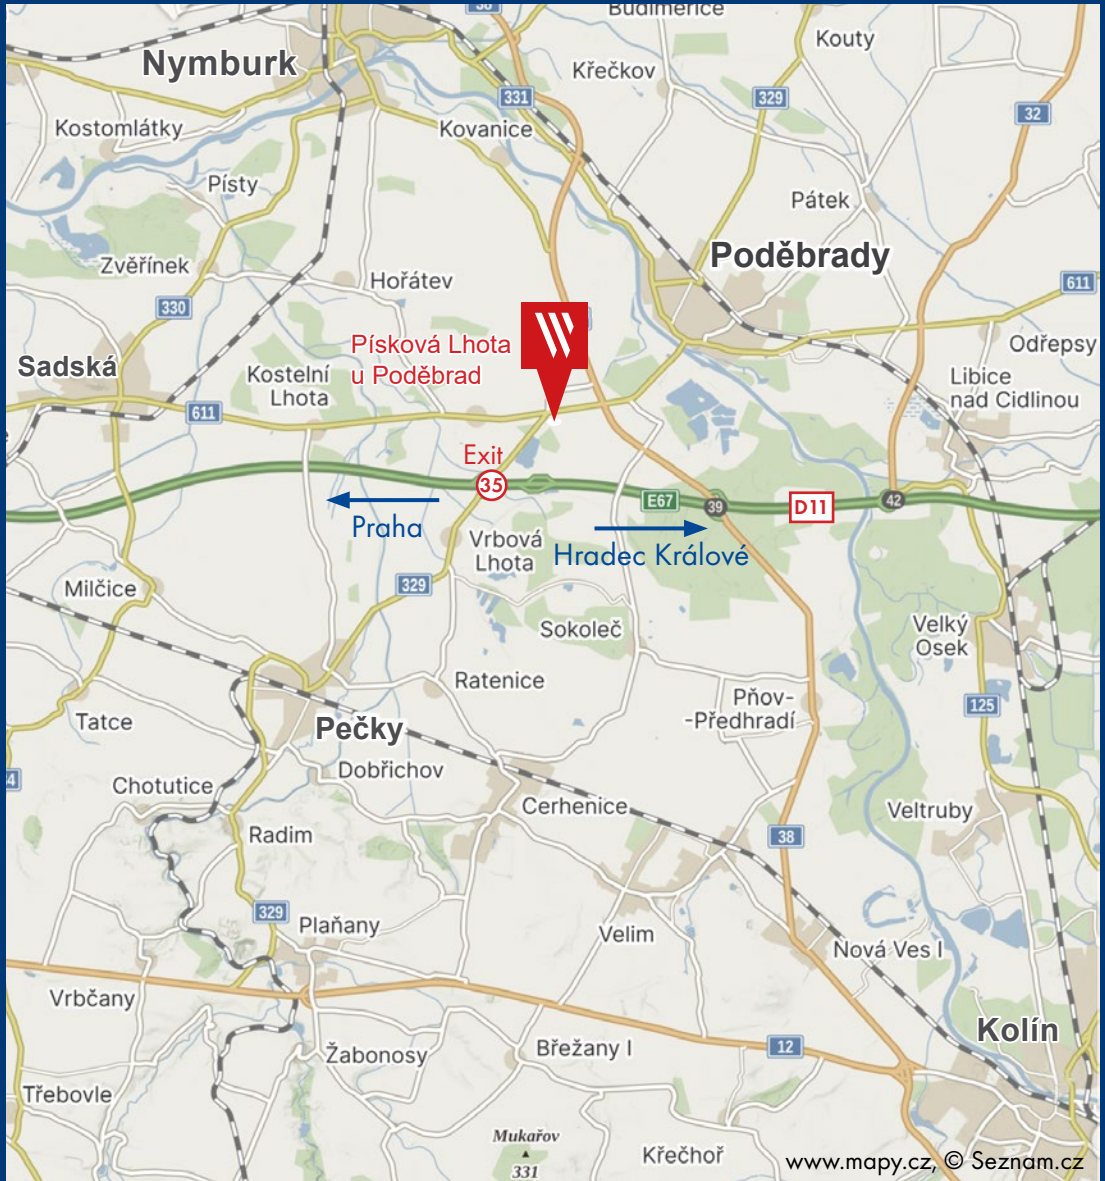 Budiměřice
38
Kouty
Nymburk
Křečkov
331
329
32
Kostomlátky
Kovanice
Písty
Pátek
Poděbrady
Zvěřínek
Hořátev
611
330
Písková Lhota
u Poděbrad
Odřepsy
Sadská
Kostelní
Lhota
Libice
nad Cidlinou
611
Exit
35
E67
39
D11
42
Praha
Hradec Králové
Vrbová
Lhota
Milčice
329
Sokoleč
Velký
Osek
Ratenice
Pňov-
-Předhradí
125
Tatce
Pečky
Dobřichov
Chotutice
Cerhenice
Veltruby
Radim
38
329
Plaňany
Velim
Nová Ves I
Vrbčany
Kolín
Žabonosy
Břežany I
12
Třebovle
Mukařov
331
Křečhoř
www.mapy.cz, © Seznam.cz